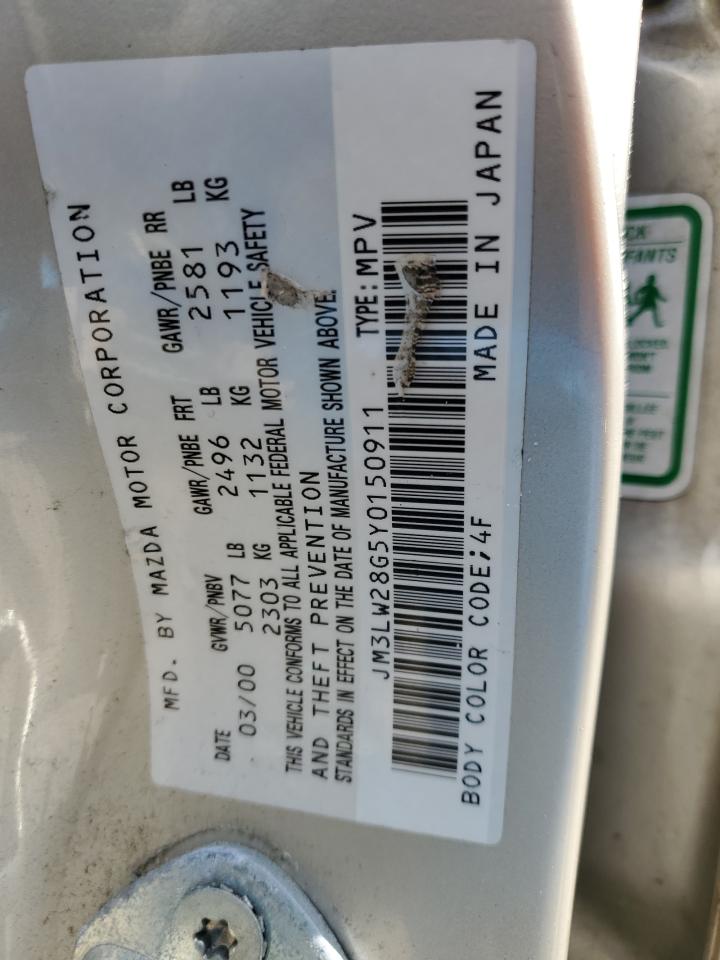 MFD. BY MAZDA MOTOR CORPORATION
DATE GVWR/PNBV GAWR/PNBE FRT GAWR/PNBE RR
03/00 5077 LB 2496 LB 2581 LB
2303 KG 1132 KG 1193 KG
THIS VEHICLE CONFORMS TO ALL APPLICABLE FEDERAL MOTOR VEHICLE SAFETY
AND THEFT PREVENTION
STANDARDS IN EFFECT ON THE DATE OF MANUFACTURE SHOWN ABOVE.
JM3LW28G5Y0150911 TYPE: MPV
BODY COLOR CODE;4F MADE IN JAPAN